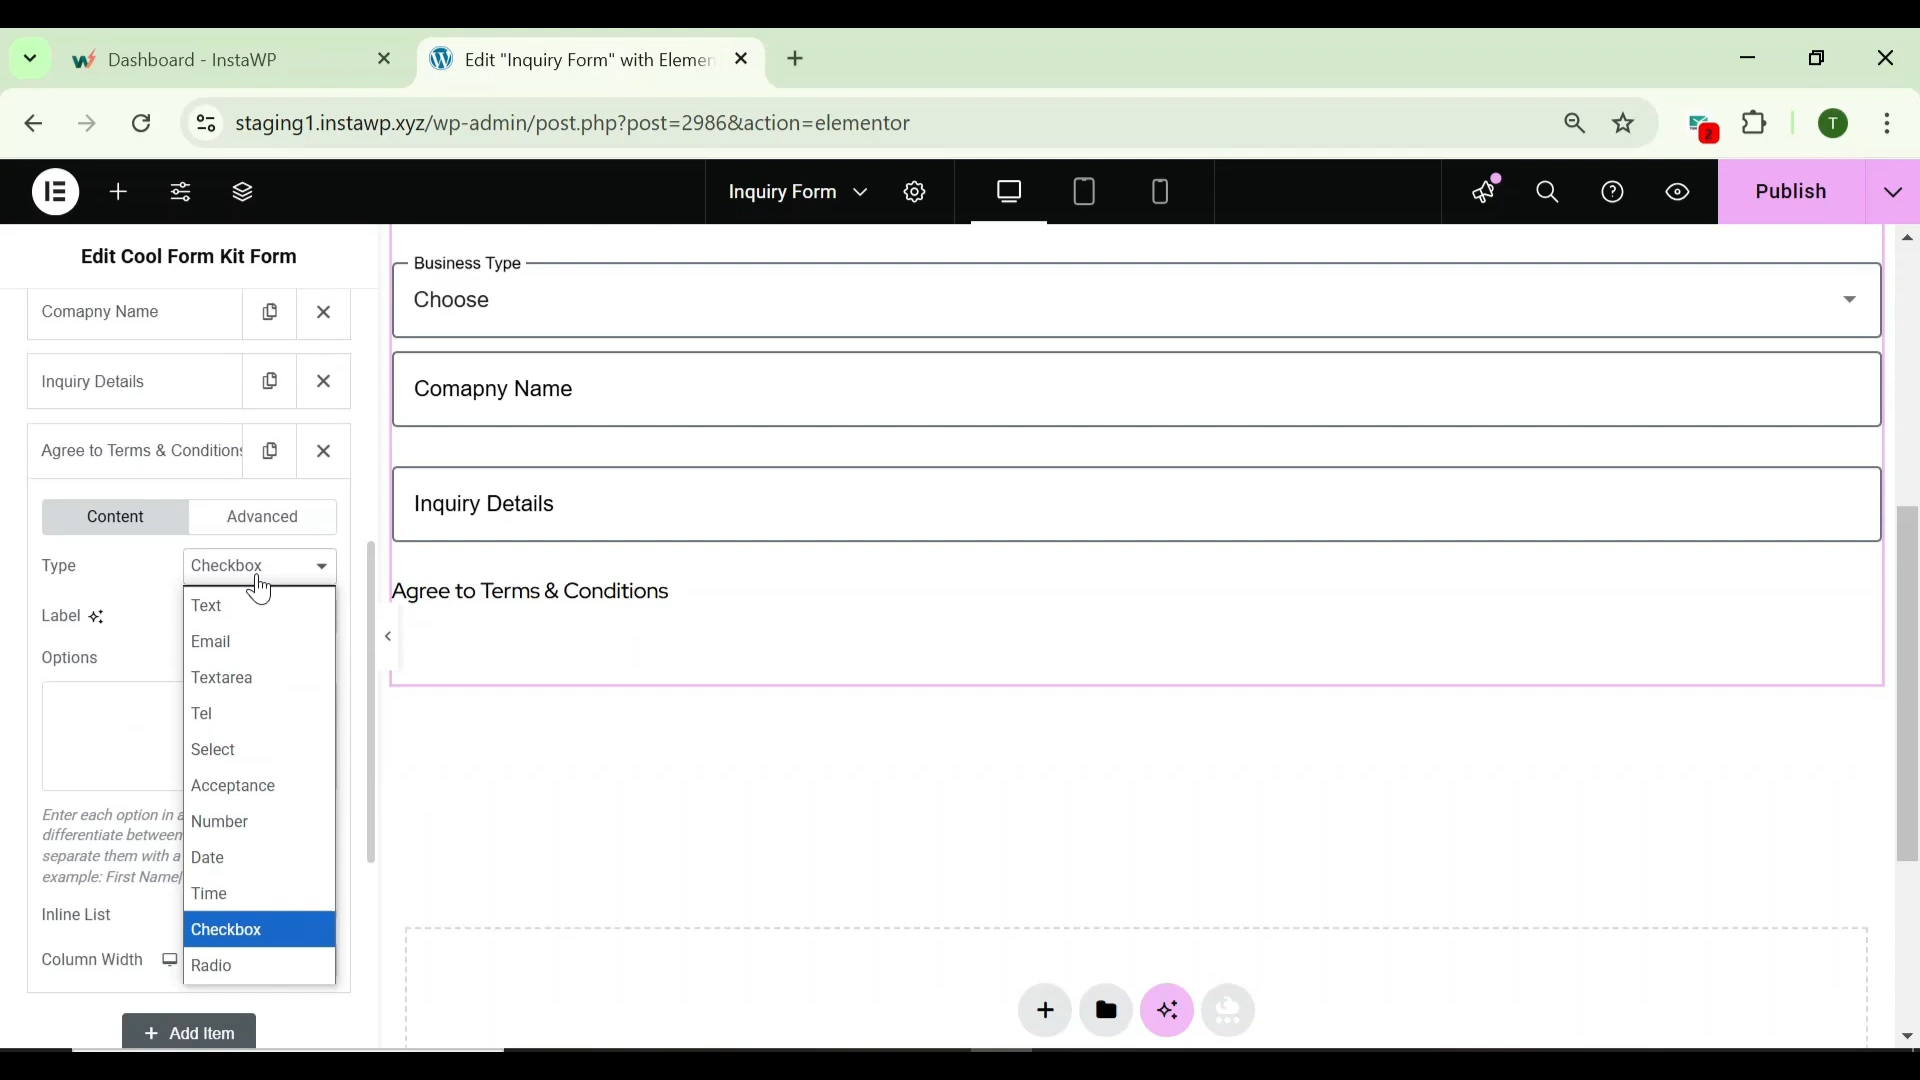 Dashboard - InstaWP
Edit "Inquiry Form" with Elemen
staging1.instawp.xyz/wp-admin/post.php?post=2986&action=elementor
2
T
Inquiry Form
Publish
Edit Cool Form Kit Form
Comapny Name
Inquiry Details
Agree to Terms & Conditions
Content
Advanced
Type
Checkbox
Label
Options
Enter each option in a
differentiate between
separate them with a
example: First Name|
Inline List
Column Width
Text
Email
Textarea
Tel
Select
Acceptance
Number
Date
Time
Checkbox
Radio
+ Add Item
Business Type
Choose
Comapny Name
Inquiry Details
Agree to Terms & Conditions